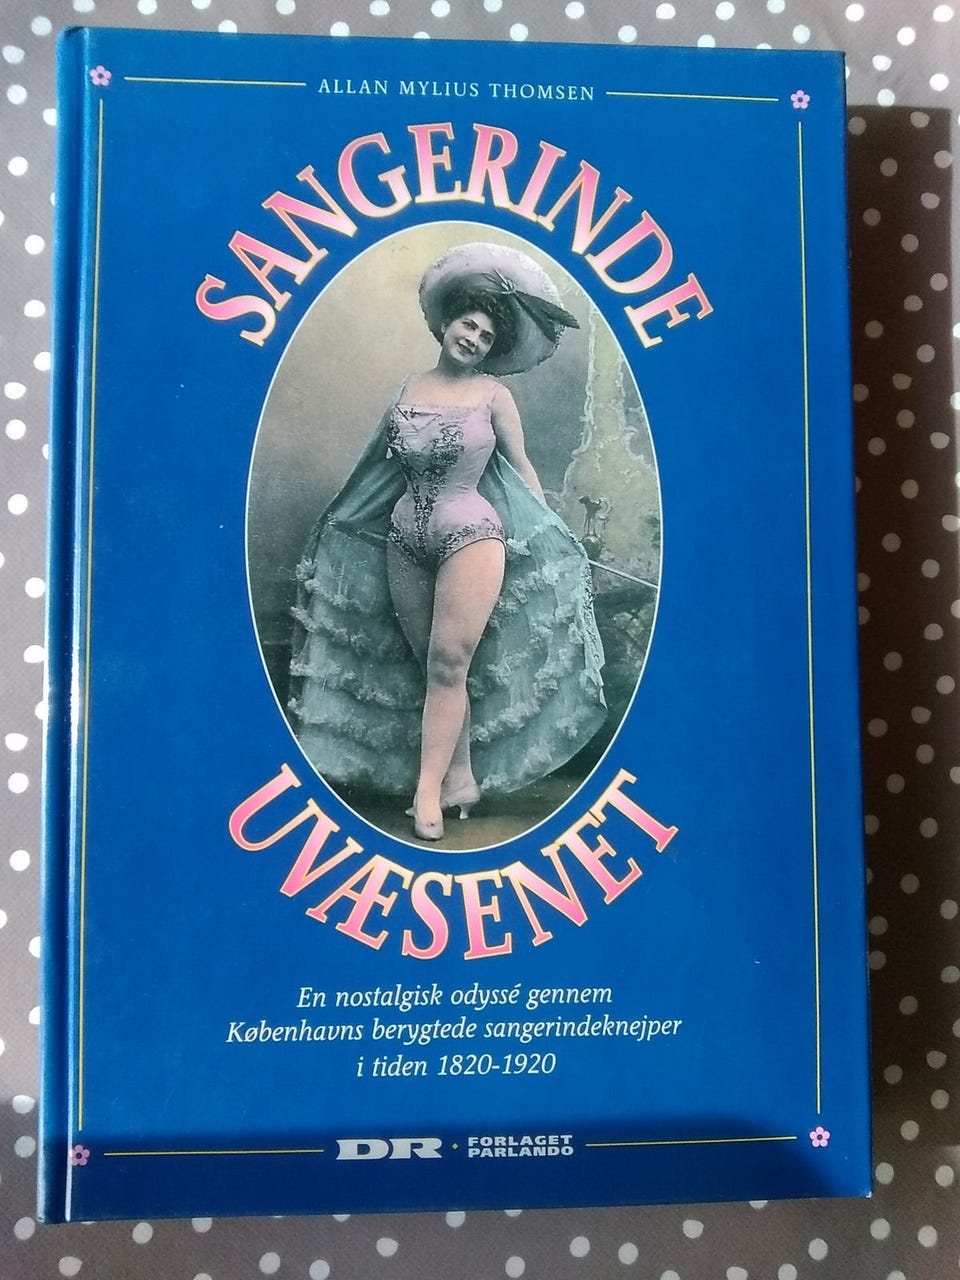 ALLAN MYLIUS THOMSEN
SANGERINDE
UVÆSENET
En nostalgisk odyssé gennem
Københavns berygtede sangerindeknejper
i tiden 1820-1920
DR · FORLAGET
PARLANDO